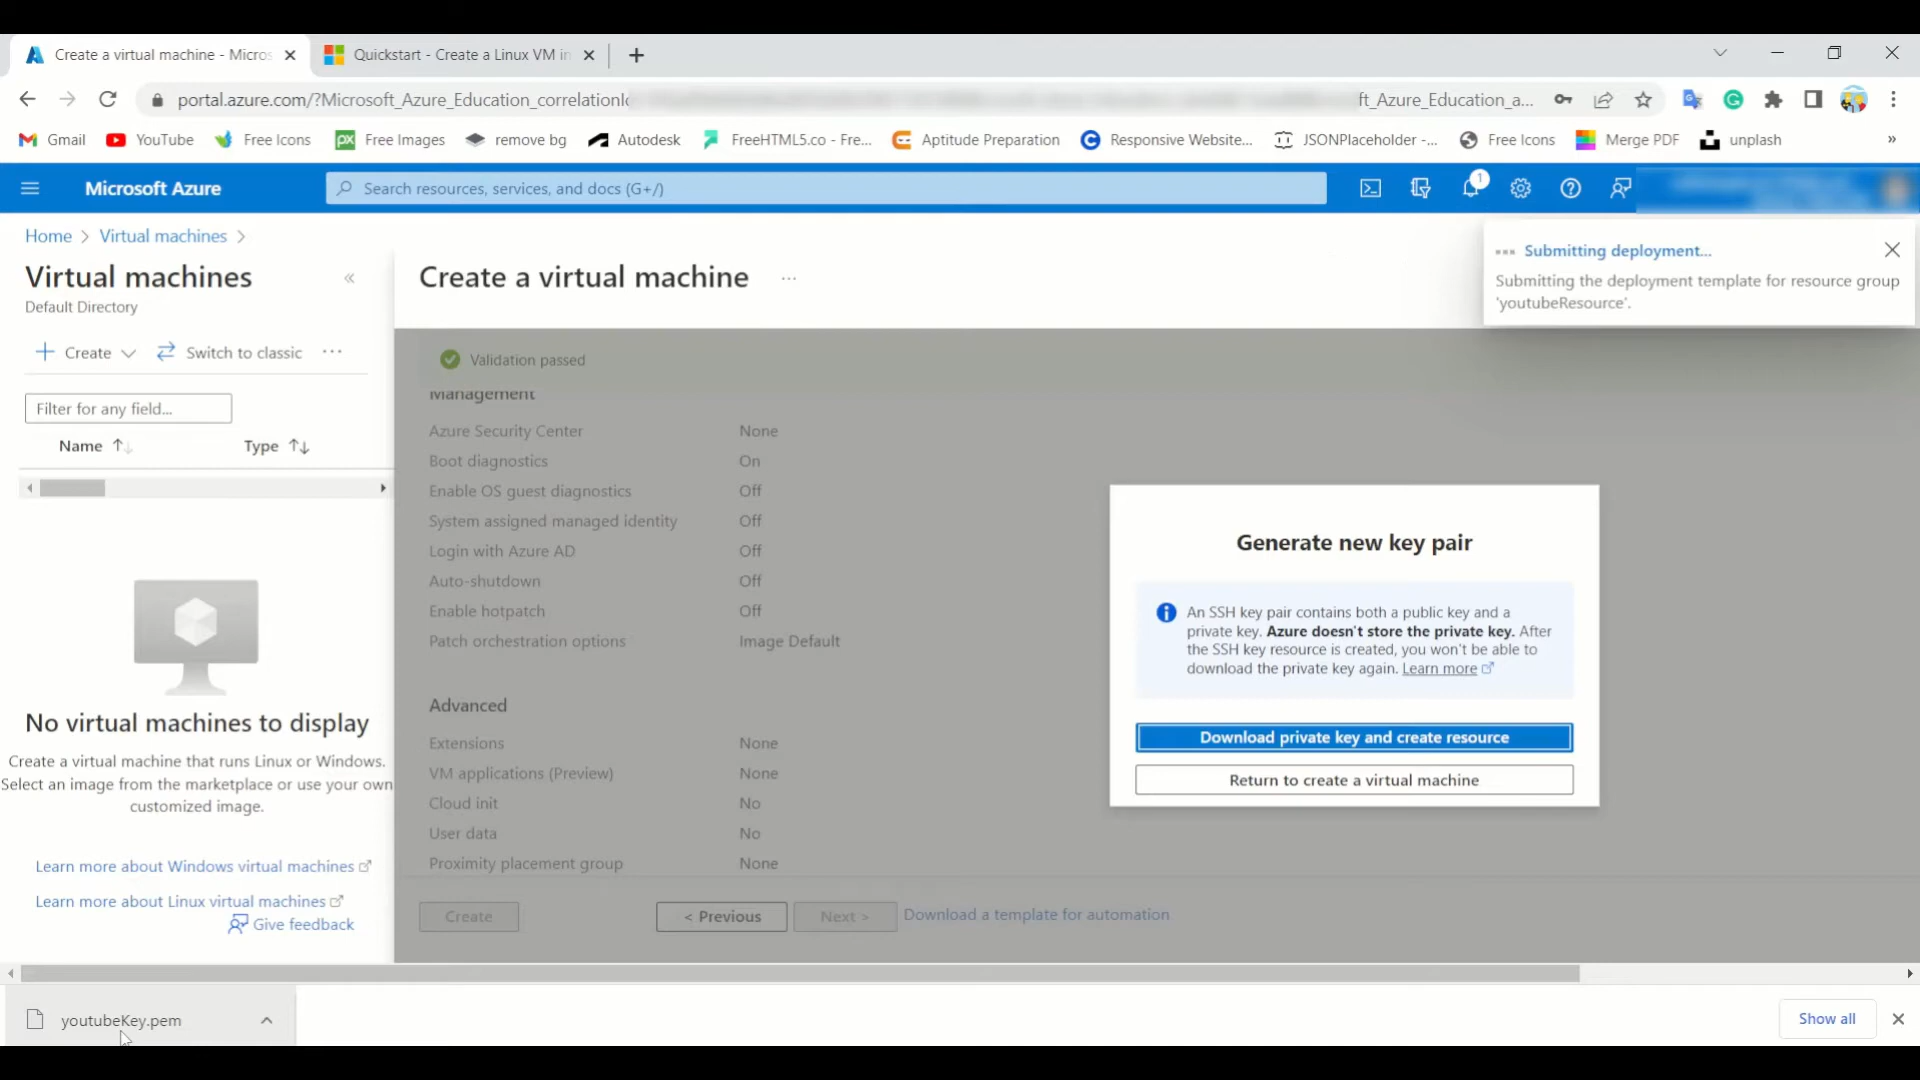 Create a virtual machine - Micros
Quickstart - Create a Linux VM in
portal.azure.com/?Microsoft_Azure_Education_correlationId
ft_Azure_Education_a...
Gmail
YouTube
Free Icons
Free Images
remove bg
Autodesk
FreeHTML5.co - Fre...
Aptitude Preparation
Responsive Website...
JSONPlaceholder -...
Free Icons
Merge PDF
unplash
»
Microsoft Azure
Search resources, services, and docs (G+/)
1
Home > Virtual machines >
Virtual machines
«
Default Directory
Create
Switch to classic
...
Filter for any field...
Name
Type
No virtual machines to display
Create a virtual machine that runs Linux or Windows.
Select an image from the marketplace or use your own
customized image.
Learn more about Windows virtual machines
Learn more about Linux virtual machines
Give feedback
Create a virtual machine
...
Submitting deployment...
Submitting the deployment template for resource group
'youtubeResource'.
Validation passed
Management
Azure Security Center None
Boot diagnostics On
Enable OS guest diagnostics Off
System assigned managed identity Off
Login with Azure AD Off
Auto-shutdown Off
Enable hotpatch Off
Patch orchestration options Image Default
Advanced
Extensions None
VM applications (Preview) None
Cloud init No
User data No
Proximity placement group None
Create
< Previous
Next >
Download a template for automation
Generate new key pair
An SSH key pair contains both a public key and a
private key. Azure doesn't store the private key. After
the SSH key resource is created, you won't be able to
download the private key again. Learn more
Download private key and create resource
Return to create a virtual machine
youtubeKey.pem
Show all